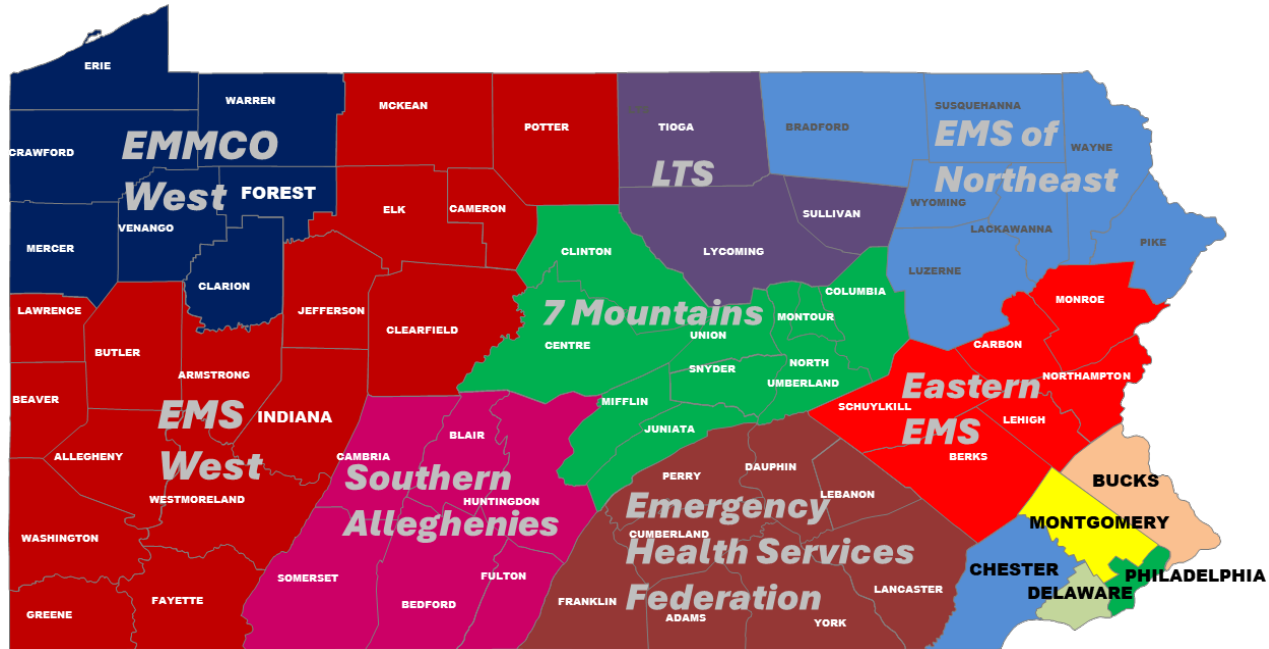 ERIE
WARREN
MCKEAN
POTTER
TIOGA
BRADFORD
SUSQUEHANNA
WAYNE
CRAWFORD
EMMCO
West
FOREST
LTS
EMS of
Northeast
ELK
CAMERON
SULLIVAN
WYOMING
LACKAWANNA
VENANGO
MERCER
CLINTON
LYCOMING
PIKE
LUZERNE
CLARION
COLUMBIA
MONROE
LAWRENCE
JEFFERSON
CLEARFIELD
7 Mountains
MONTOUR
UNION
CENTRE
CARBON
BUTLER
ARMSTRONG
SNYDER
NORTH
UMBERLAND
NORTHAMPTON
Eastern
EMS
BEAVER
EMS
West
INDIANA
MIFFLIN
SCHUYLKILL
LEHIGH
JUNIATA
BLAIR
ALLEGHENY
CAMBRIA
BERKS
Southern
Alleghenies
PERRY
DAUPHIN
LEBANON
BUCKS
WESTMORELAND
HUNTINGDON
Emergency
Health Services
Federation
CUMBERLAND
MONTGOMERY
WASHINGTON
SOMERSET
FULTON
CHESTER
PHILADELPHIA
DELAWARE
GREENE
FAYETTE
BEDFORD
FRANKLIN
ADAMS
YORK
LANCASTER